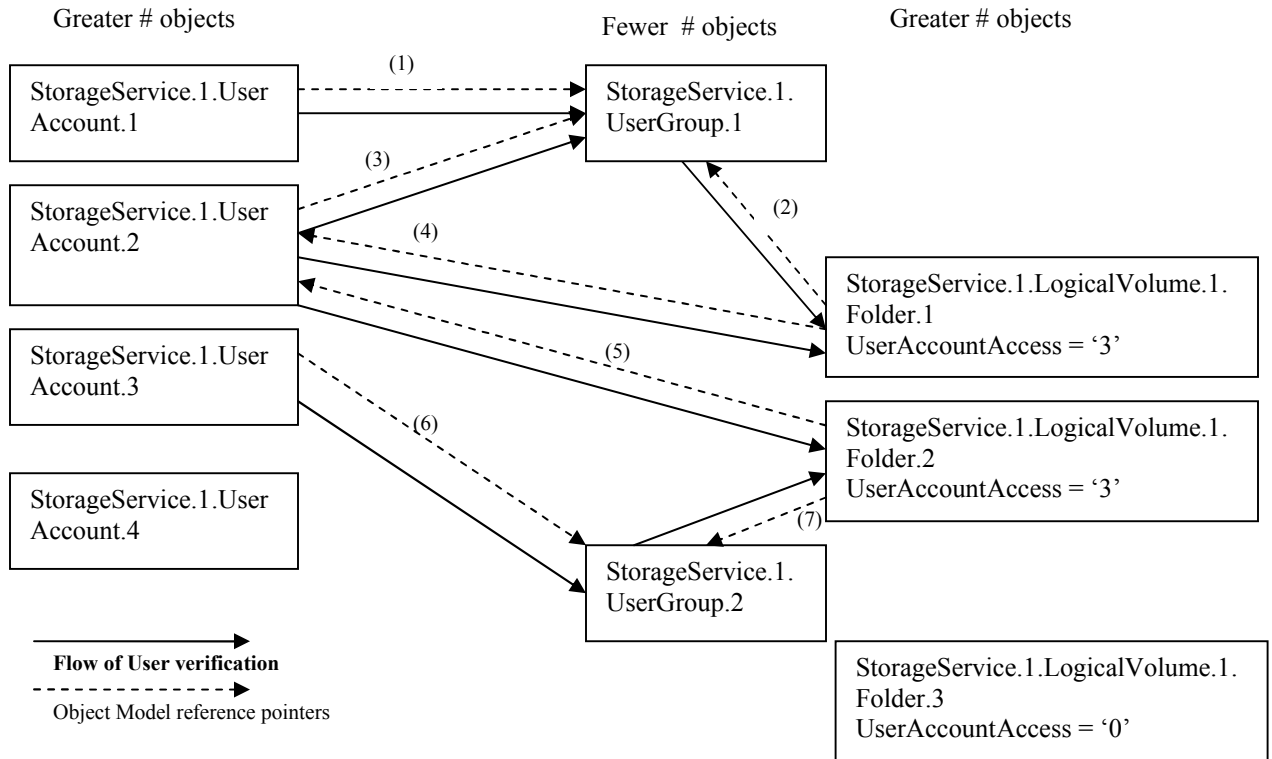 Greater # objects
Fewer # objects
Greater # objects
StorageService.1.User
Account.1
(1)
StorageService.1.
UserGroup.1
StorageService.1.User
Account.2
(3)
(2)
(4)
StorageService.1.LogicalVolume.1.
Folder.1
UserAccountAccess = ‘3’
StorageService.1.User
Account.3
(5)
(6)
StorageService.1.LogicalVolume.1.
Folder.2
UserAccountAccess = ‘3’
StorageService.1.User
Account.4
(7)
StorageService.1.
UserGroup.2
Flow of User verification
Object Model reference pointers
StorageService.1.LogicalVolume.1.
Folder.3
UserAccountAccess = ‘0’